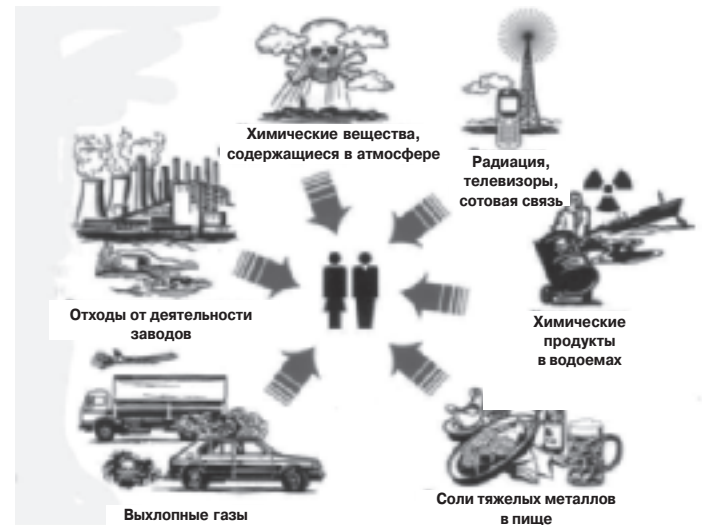 Химические вещества,
содержащиеся в атмосфере
Радиация,
телевизоры,
сотовая связь
Отходы от деятельности
заводов
Химические
продукты
в водоемах
Выхлопные газы
Соли тяжелых металлов
в пище